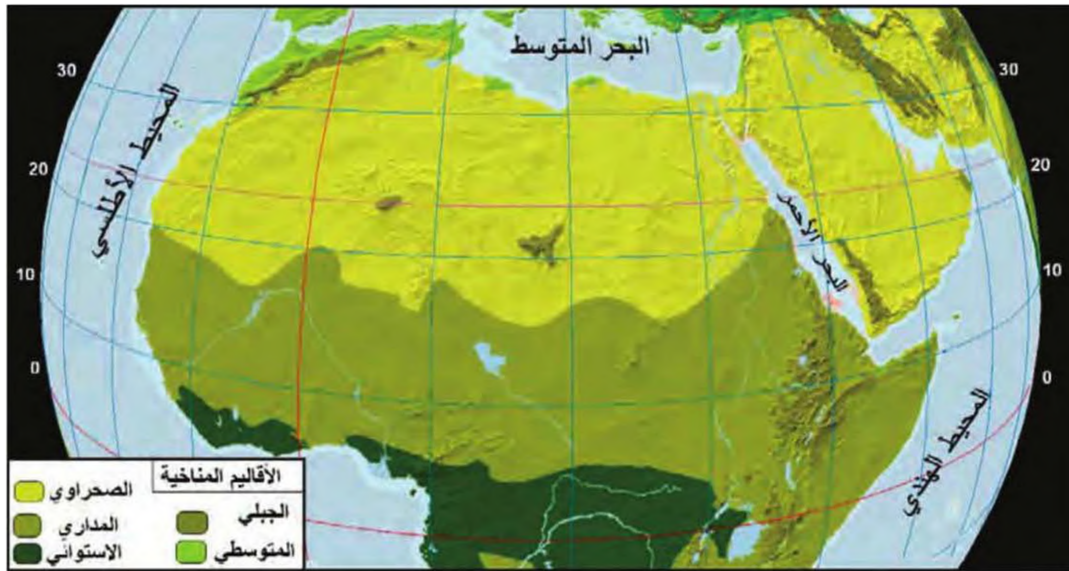 البحر المتوسط
المحيط الأطلسي
البحر الأحمر
المحيط الهندي
30
20
10
0
30
20
10
0
الأقاليم المناخية
الصحراوي
المداري
الاستوائي
الجبلي
المتوسطي